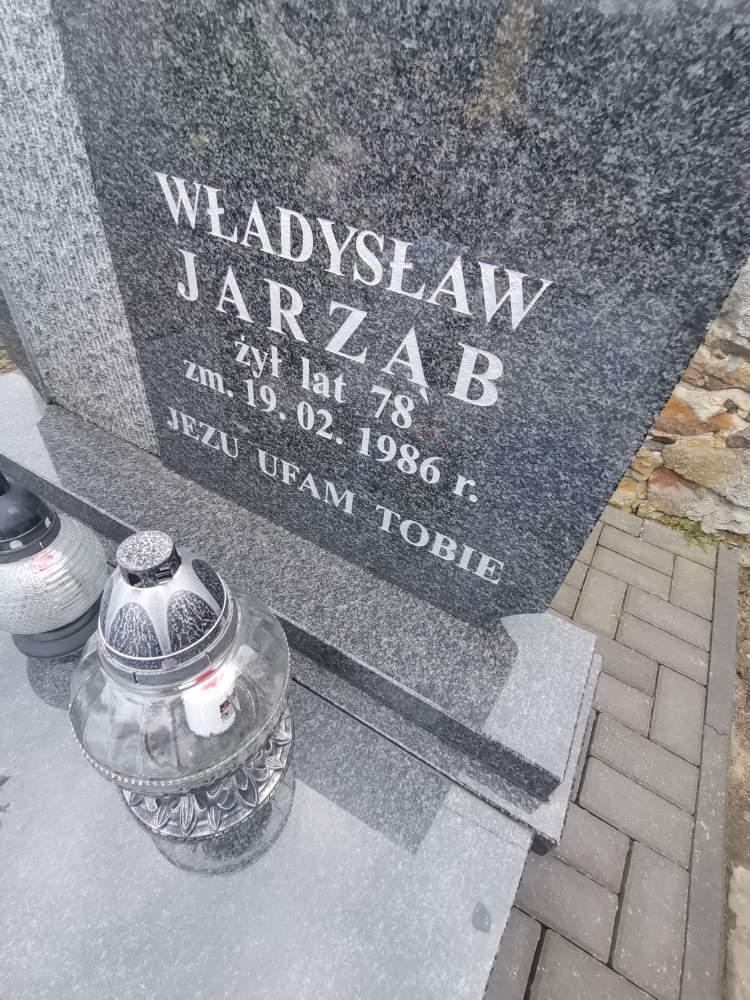 WŁADYSŁAW
JARZĄB
żył lat 78
zm. 19. 02. 1986 r.
JEZU UFAM TOBIE